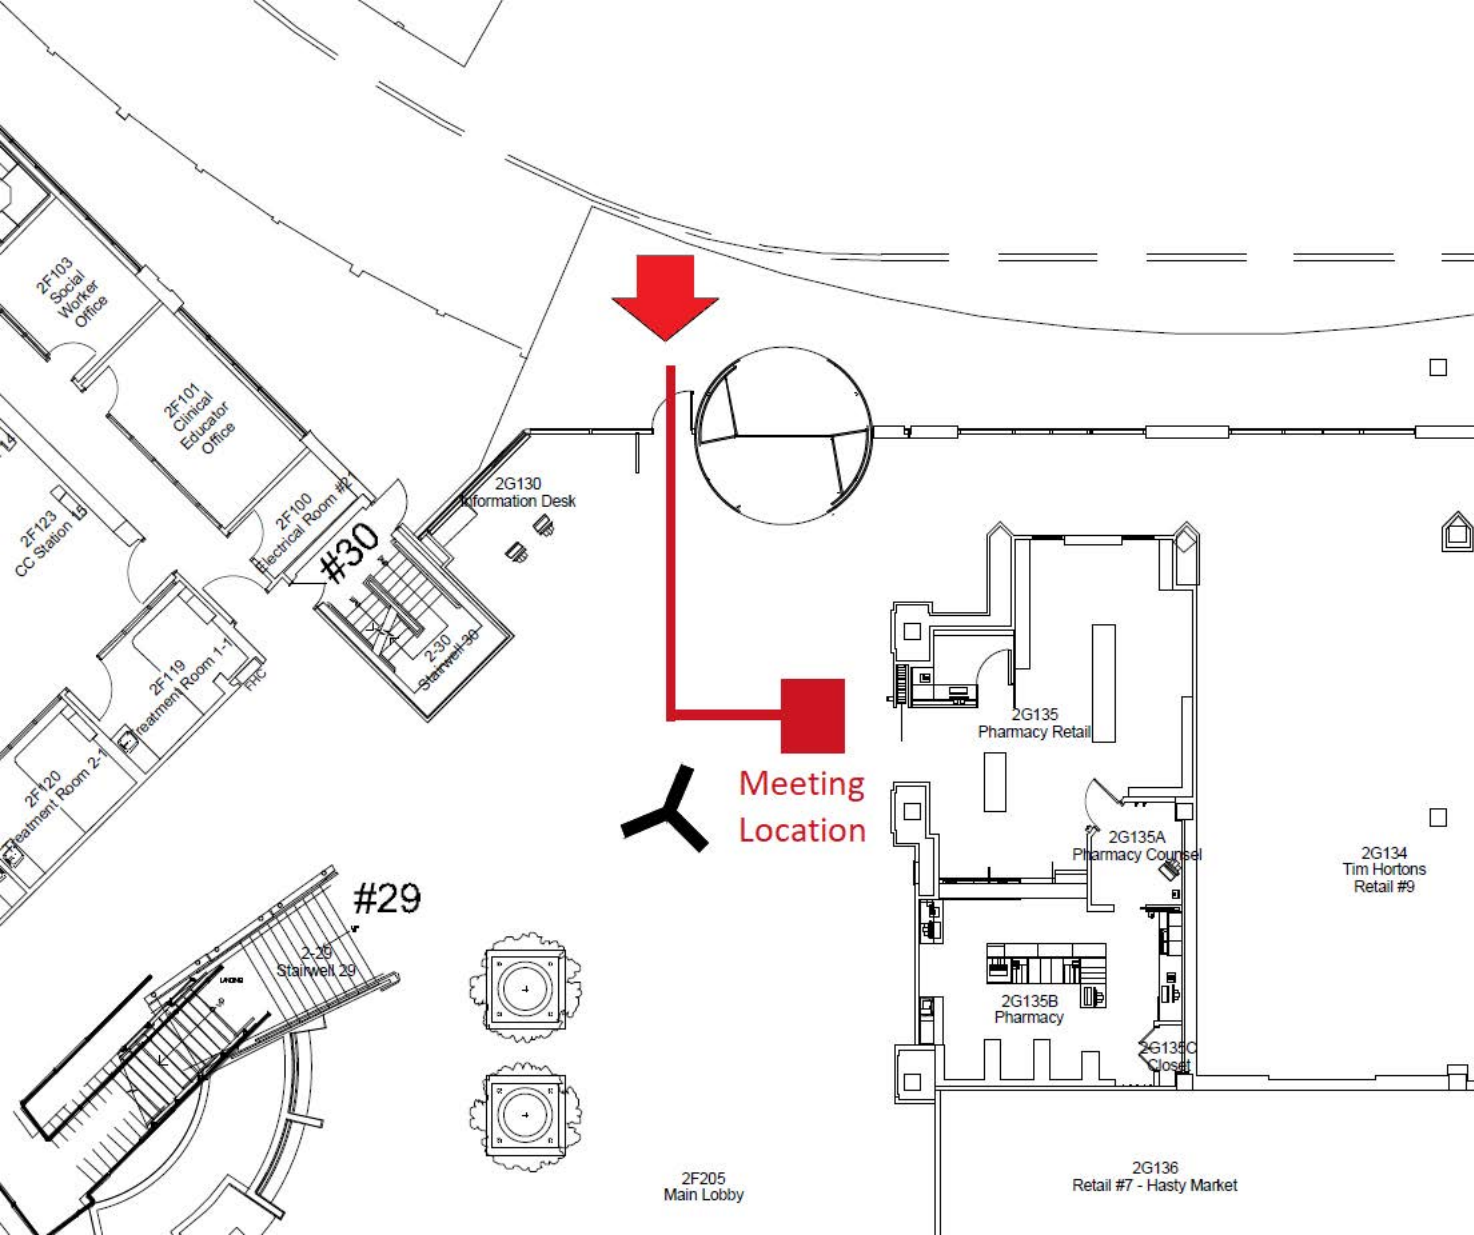 2F103
Social
Worker
Office
2F101
Clinical
Educator
Office
2F100
Electrical Room #21
#30
2G130
Information Desk
14
2F123
CC Station 15
2-30
Stairwell 30
2F119
Treatment Room 1-1
FHC
2F120
Treatment Room 2-1
#29
2-29
Stairwell 29
LANDING
Meeting
Location
2G135
Pharmacy Retail
2G135A
Pharmacy Counsel
2G134
Tim Hortons
Retail #9
2G135B
Pharmacy
2G135C
Closet
2F205
Main Lobby
2G136
Retail #7 - Hasty Market